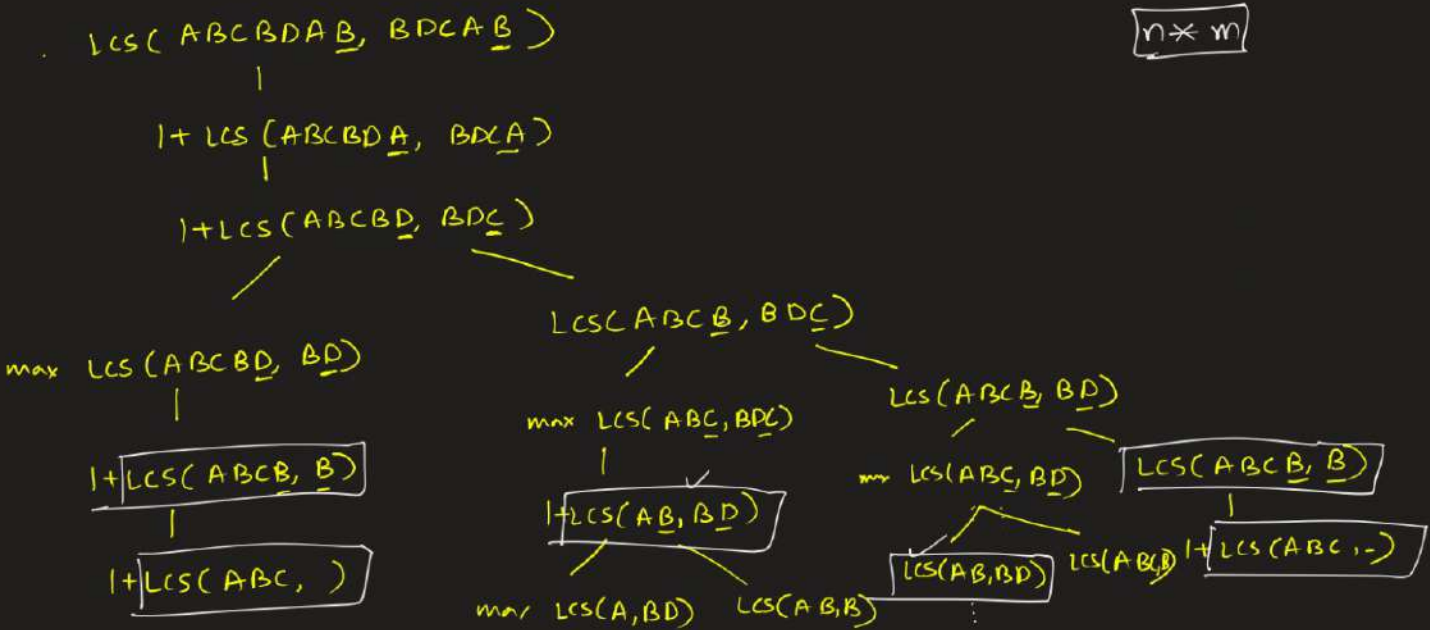 LCS( ABCBDAB, BDCAB )
n * m
1+ LCS (ABCBDA, BDCA)
1+LCS(ABCBD, BDC)
LCS(ABCB, BDC)
max LCS(ABCBD, BD)
LCS(ABCB, BD)
max LCS(ABC, BDC)
1+LCS(ABCB, B)
max LCS(ABC, BD)
LCS(ABCB, B)
1+LCS(AB, BD)
1+LCS(ABC, )
LCS(AB,BD)
LCS(ABC,B)
1+LCS(ABC,-)
max LCS(A,BD)
LCS(AB,B)